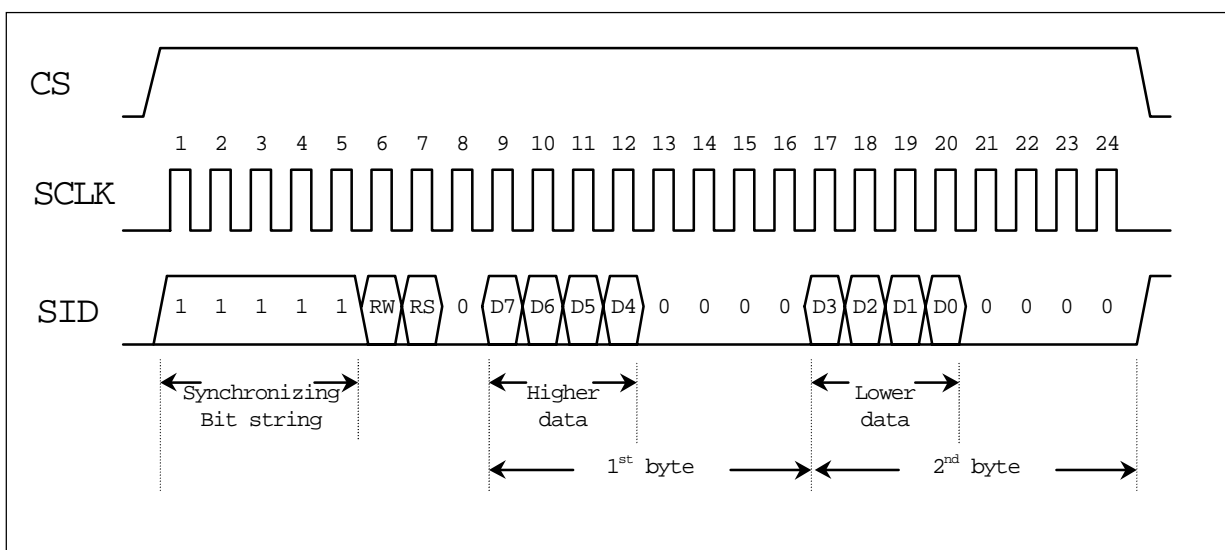 CS
1 2 3 4 5 6 7 8 9 10 11 12 13 14 15 16 17 18 19 20 21 22 23 24
SCLK
SID 1 1 1 1 1 RW RS 0 D7 D6 D5 D4 0 0 0 0 D3 D2 D1 D0 0 0 0 0
Synchronizing Higher Lower
Bit string data data
1st byte 2nd byte